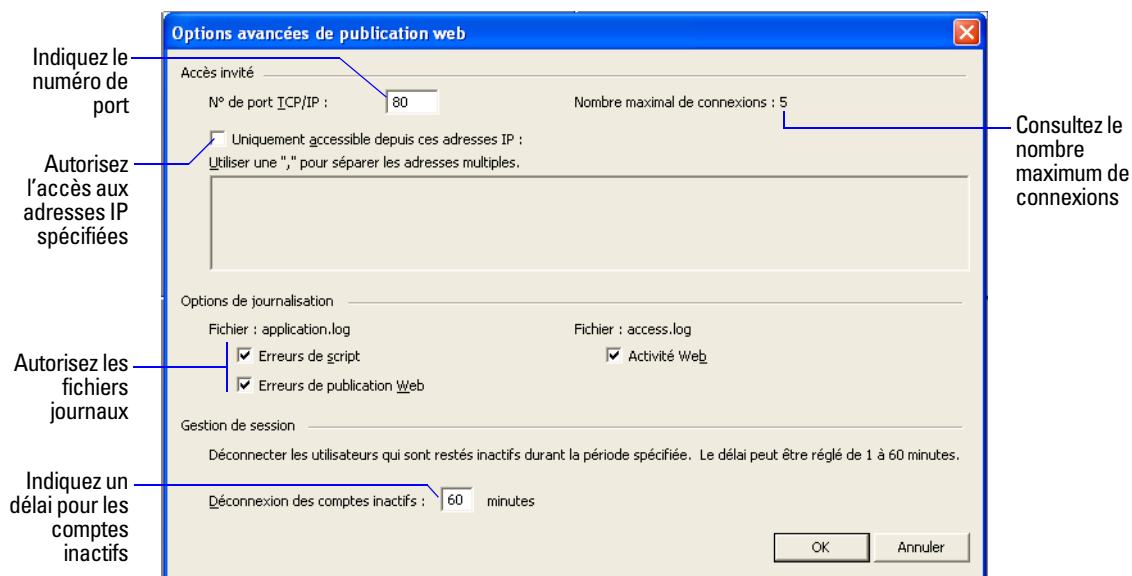 Options avancées de publication web
Indiquez le
numéro de
port
Accès invité
N° de port TCP/IP :
80
Nombre maximal de connexions : 5
Consultez le
nombre
maximum de
connexions
Uniquement accessible depuis ces adresses IP :
Utiliser une "," pour séparer les adresses multiples.
Autorisez
l'accès aux
adresses IP
spécifiées
Options de journalisation
Fichier : application.log
Fichier : access.log
Erreurs de script
Activité Web
Erreurs de publication Web
Autorisez les
fichiers
journaux
Gestion de session
Déconnecter les utilisateurs qui sont restés inactifs durant la période spécifiée. Le délai peut être réglé de 1 à 60 minutes.
Indiquez un
délai pour les
comptes
inactifs
Déconnexion des comptes inactifs : 60 minutes
OK
Annuler